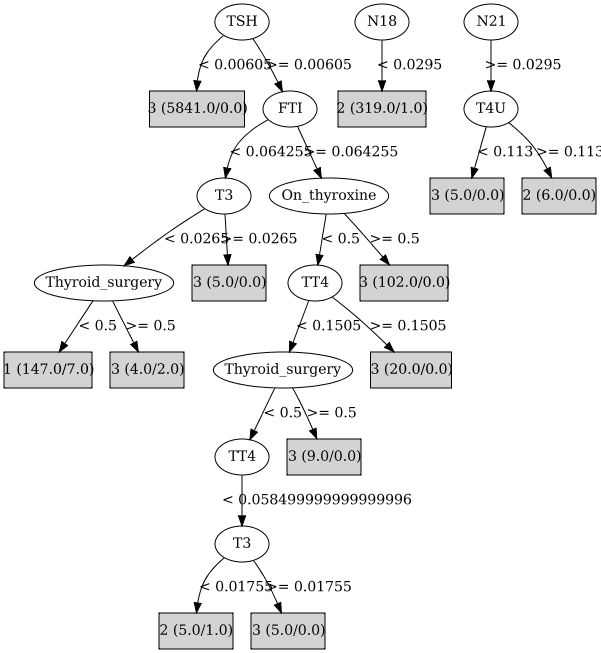 TSH N18 N21
< 0.00605 >= 0.00605 < 0.0295 >= 0.0295
3 (5841.0/0.0) FTI 2 (319.0/1.0) T4U
< 0.064255 >= 0.064255 < 0.113 >= 0.113
T3 On_thyroxine 3 (5.0/0.0) 2 (6.0/0.0)
< 0.0265 >= 0.0265 < 0.5 >= 0.5
Thyroid_surgery 3 (5.0/0.0) TT4 3 (102.0/0.0)
< 0.5 >= 0.5 < 0.1505 >= 0.1505
1 (147.0/7.0) 3 (4.0/2.0) Thyroid_surgery 3 (20.0/0.0)
< 0.5 >= 0.5
TT4 3 (9.0/0.0)
< 0.058499999999999996
T3
< 0.01755 >= 0.01755
2 (5.0/1.0) 3 (5.0/0.0)